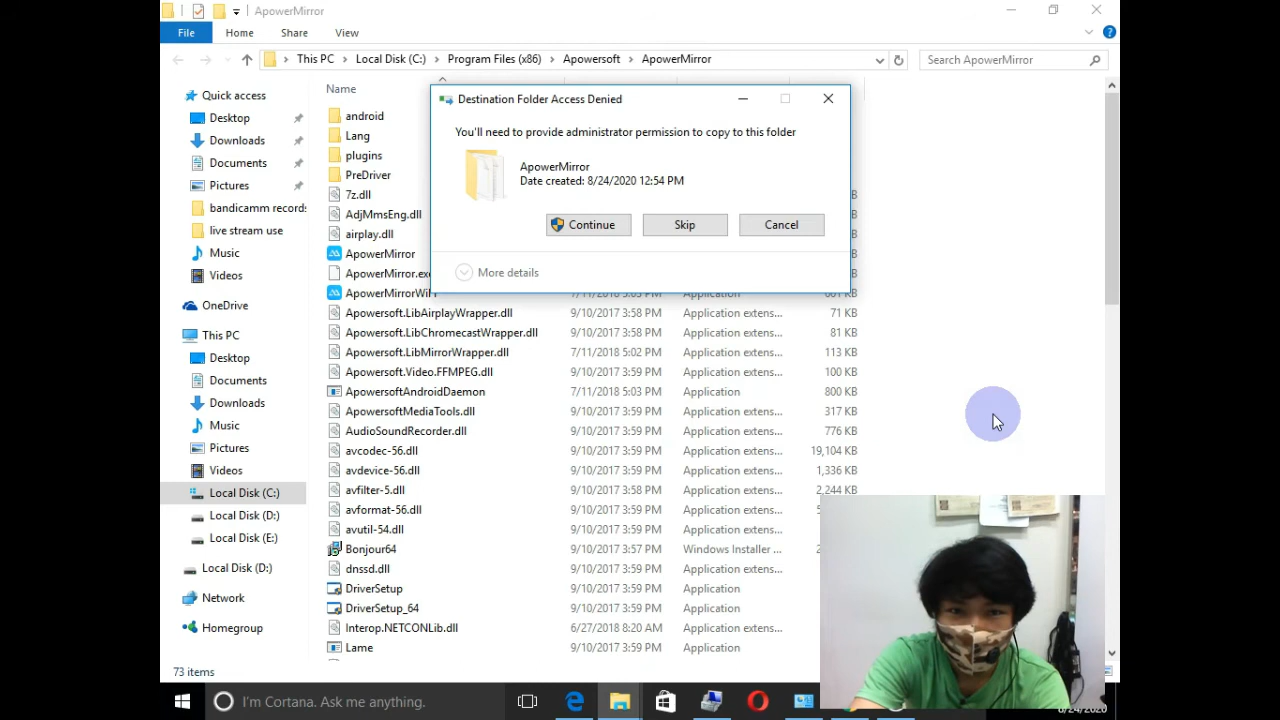 ApowerMirror
File Home Share View
This PC Local Disk (C:) Program Files (x86) Apowersoft ApowerMirror Search ApowerMirror
Name
Quick access
Desktop
Downloads
Documents
Pictures
bandicamm records
live stream use
Music
Videos
OneDrive
This PC
Desktop
Documents
Downloads
Music
Pictures
Videos
Local Disk (C:)
Local Disk (D:)
Local Disk (E:)
Local Disk (D:)
Network
Homegroup
android
Lang
plugins
PreDriver
7z.dll
AdjMmsEng.dll
airplay.dll
ApowerMirror
ApowerMirror.exe
Destination Folder Access Denied
You'll need to provide administrator permission to copy to this folder
ApowerMirror
Date created: 8/24/2020 12:54 PM
Continue Skip Cancel
More details
Application
Apowersoft.LibAirplayWrapper.dll 9/10/2017 3:58 PM Application extens... 71 KB
Apowersoft.LibChromecastWrapper.dll 9/10/2017 3:58 PM Application extens... 81 KB
Apowersoft.LibMirrorWrapper.dll 7/11/2018 5:02 PM Application extens... 113 KB
Apowersoft.Video.FFMPEG.dll 9/10/2017 3:59 PM Application extens... 100 KB
ApowersoftAndroidDaemon 7/11/2018 5:03 PM Application 800 KB
ApowersoftMediaTools.dll 9/10/2017 3:59 PM Application extens... 317 KB
AudioSoundRecorder.dll 9/10/2017 3:59 PM Application extens... 776 KB
avcodec-56.dll 9/10/2017 3:59 PM Application extens... 19,104 KB
avdevice-56.dll 9/10/2017 3:59 PM Application extens... 1,336 KB
avfilter-5.dll 9/10/2017 3:58 PM Application extens... 2,244 KB
avformat-56.dll 9/10/2017 3:59 PM Application extens...
avutil-54.dll 9/10/2017 3:59 PM Application extens...
Bonjour64 9/10/2017 3:57 PM Windows Installer ...
dnssd.dll 9/10/2017 3:58 PM Application extens...
DriverSetup 9/10/2017 3:59 PM Application
DriverSetup_64 9/10/2017 3:59 PM Application
Interop.NETCONLib.dll 6/27/2018 8:20 AM Application extens...
Lame 9/10/2017 3:59 PM Application
73 items
I'm Cortana. Ask me anything.
8/24/2020